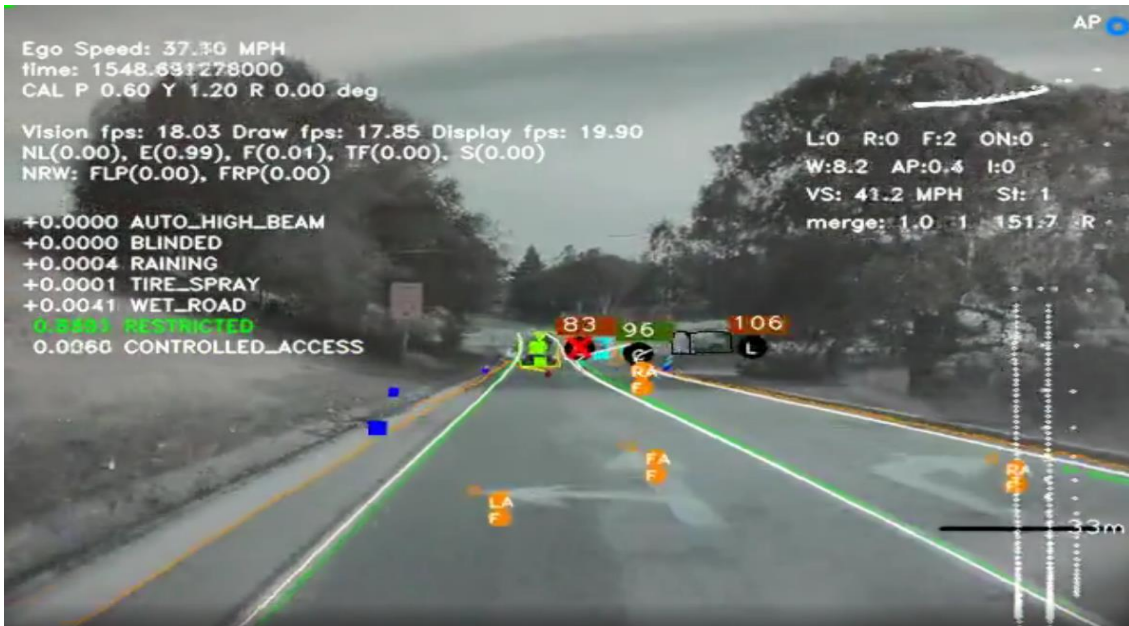 AP
Ego Speed: 37.30 MPH
time: 1548.691278000
CAL P 0.60 Y 1.20 R 0.00 deg
Vision fps: 18.03 Draw fps: 17.85 Display fps: 19.90
NL(0.00), E(0.99), F(0.01), TF(0.00), S(0.00)
NRW: FLP(0.00), FRP(0.00)
L:0 R:0 F:2 ON:0
W:8.2 AP:0.4 I:0
VS: 41.2 MPH St: 1
merge: 1.0 1 151.7 R
+0.0000 AUTO_HIGH_BEAM
+0.0000 BLINDED
+0.0004 RAINING
+0.0001 TIRE_SPRAY
+0.0041 WET_ROAD
RESTRICTED
0.0060 CONTROLLED_ACCESS
83
96
106
C
L
RA
F
FA
F
RA
F
LA
F
33m